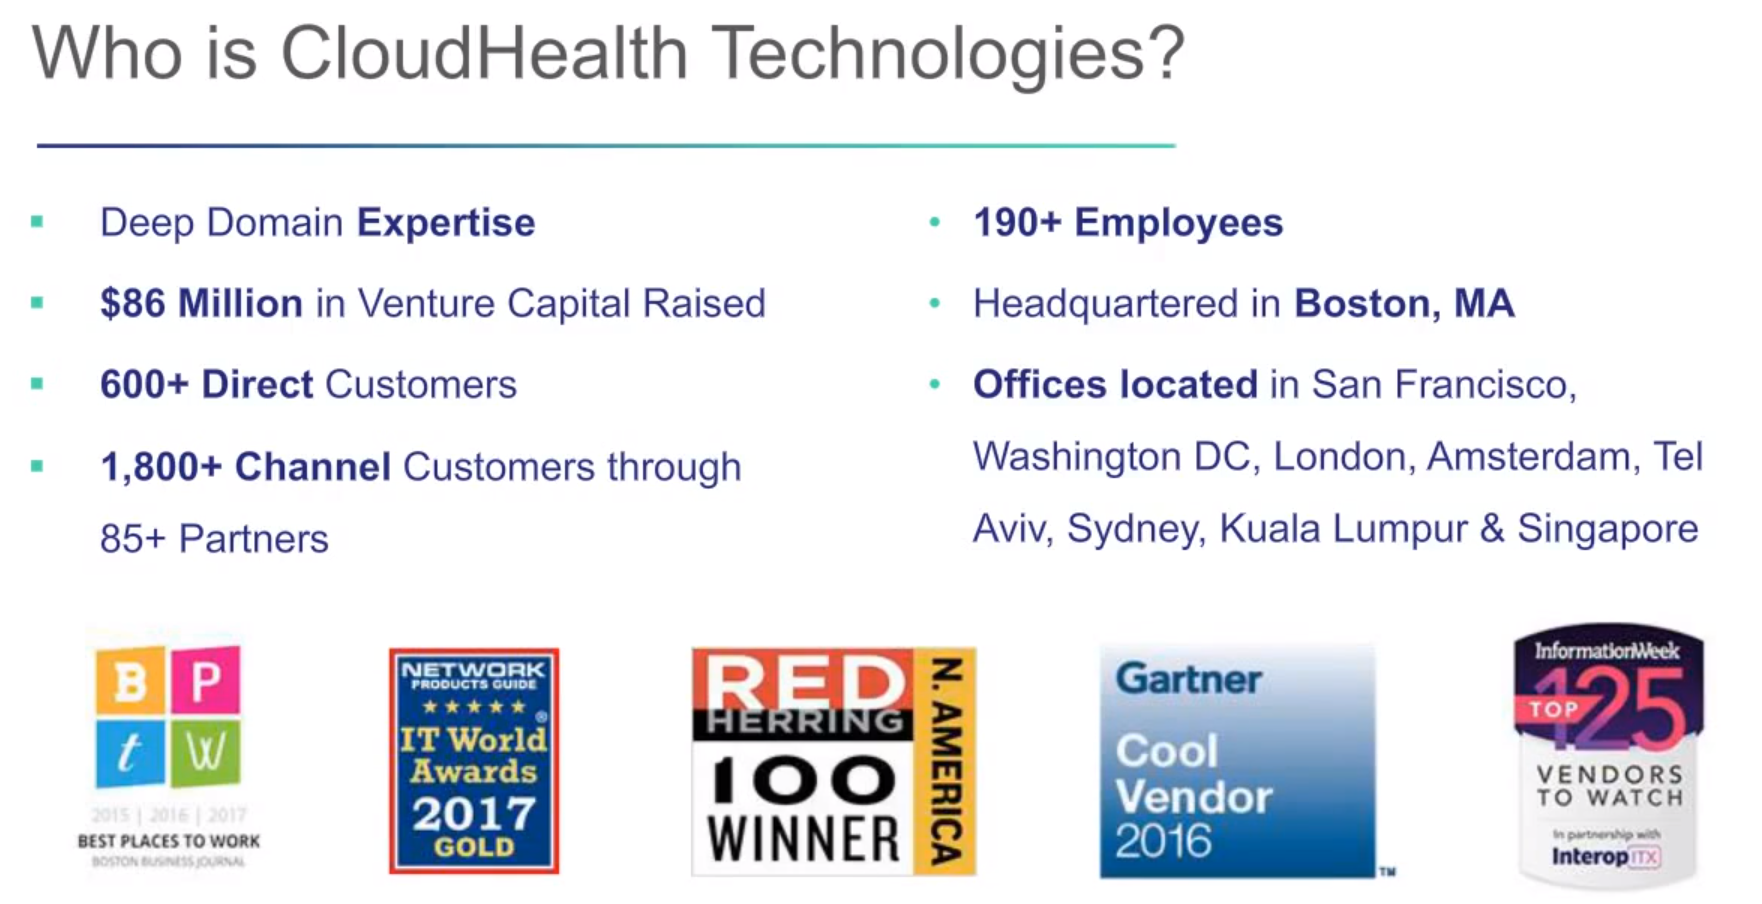 Who is CloudHealth Technologies?
Deep Domain Expertise
$86 Million in Venture Capital Raised
600+ Direct Customers
1,800+ Channel Customers through
85+ Partners
190+ Employees
Headquartered in Boston, MA
Offices located in San Francisco,
Washington DC, London, Amsterdam, Tel
Aviv, Sydney, Kuala Lumpur & Singapore
B P
t W
2015 | 2016 | 2017
BEST PLACES TO WORK
BOSTON BUSINESS JOURNAL
NETWORK
PRODUCTS GUIDE
®
IT World
Awards
2017
GOLD
RED
HERRING
100
WINNER
N. AMERICA
Gartner
Cool
Vendor
2016
TM
InformationWeek
TOP 125
VENDORS
TO WATCH
In partnership with
Interop ITX